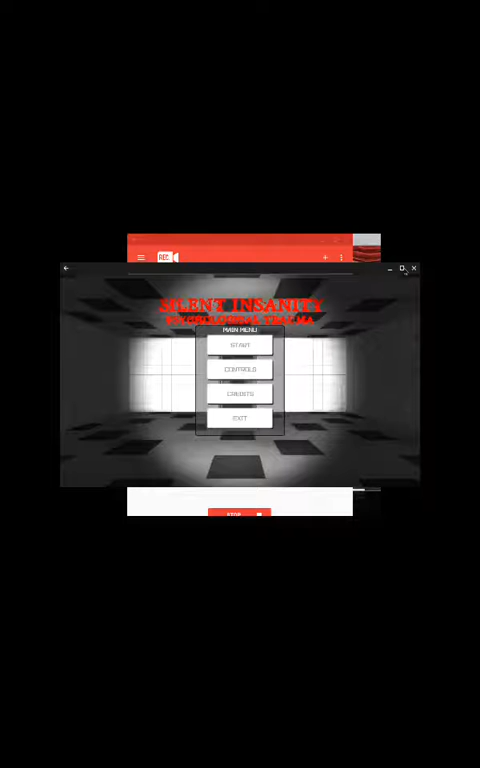 REC
SILENT INSANITY
PSYCHOLOGICAL TRAUMA
MAIN MENU
START
CONTROLS
CREDITS
EXIT
STOP